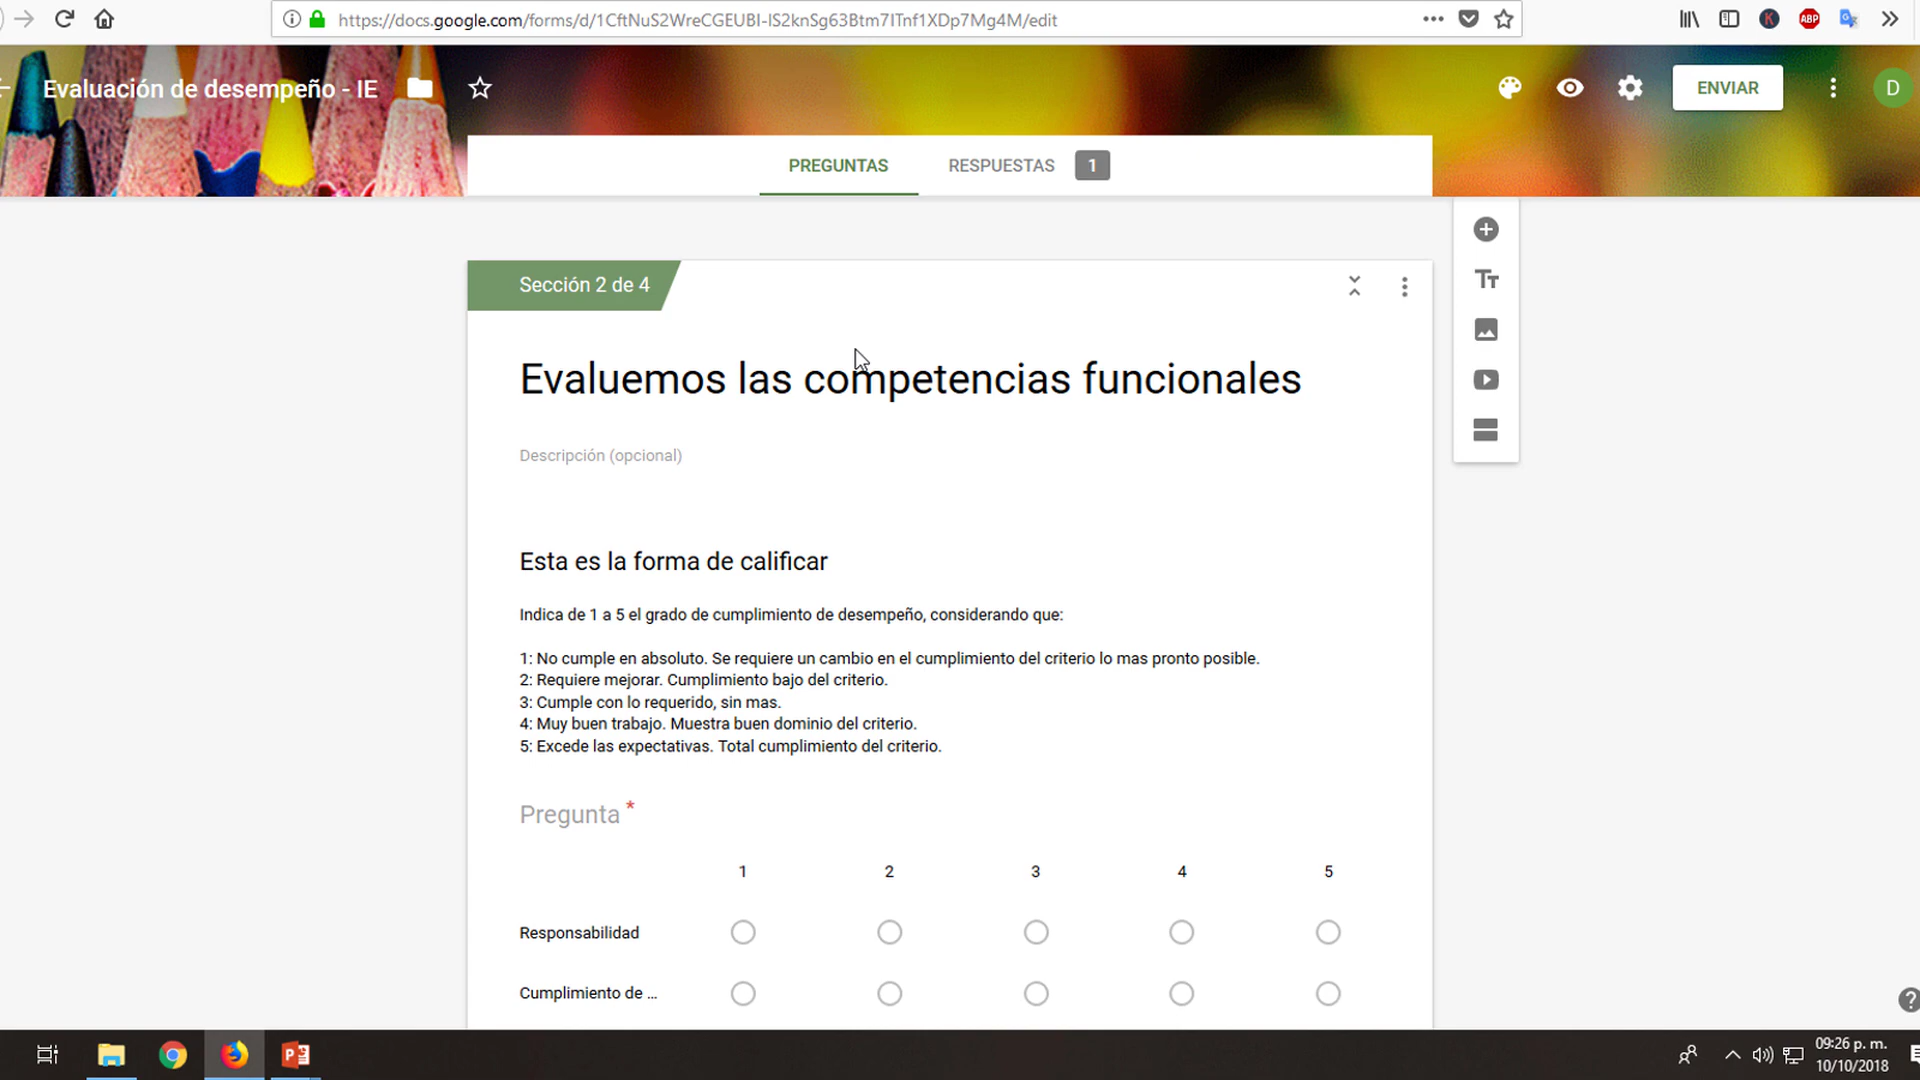 https://docs.google.com/forms/d/1CftNuS2WreCGEUBI-IS2knSg63Btm7ITnf1XDp7Mg4M/edit
K
ABP
Evaluación de desempeño - IE
ENVIAR
D
PREGUNTAS
RESPUESTAS
1
Sección 2 de 4
Tт
Evaluemos las competencias funcionales
Descripción (opcional)
Esta es la forma de calificar
Indica de 1 a 5 el grado de cumplimiento de desempeño, considerando que:
1: No cumple en absoluto. Se requiere un cambio en el cumplimiento del criterio lo mas pronto posible.
2: Requiere mejorar. Cumplimiento bajo del criterio.
3: Cumple con lo requerido, sin mas.
4: Muy buen trabajo. Muestra buen dominio del criterio.
5: Excede las expectativas. Total cumplimiento del criterio.
Pregunta *
1 2 3 4 5
Responsabilidad
Cumplimiento de ...
09:26 p. m.
10/10/2018